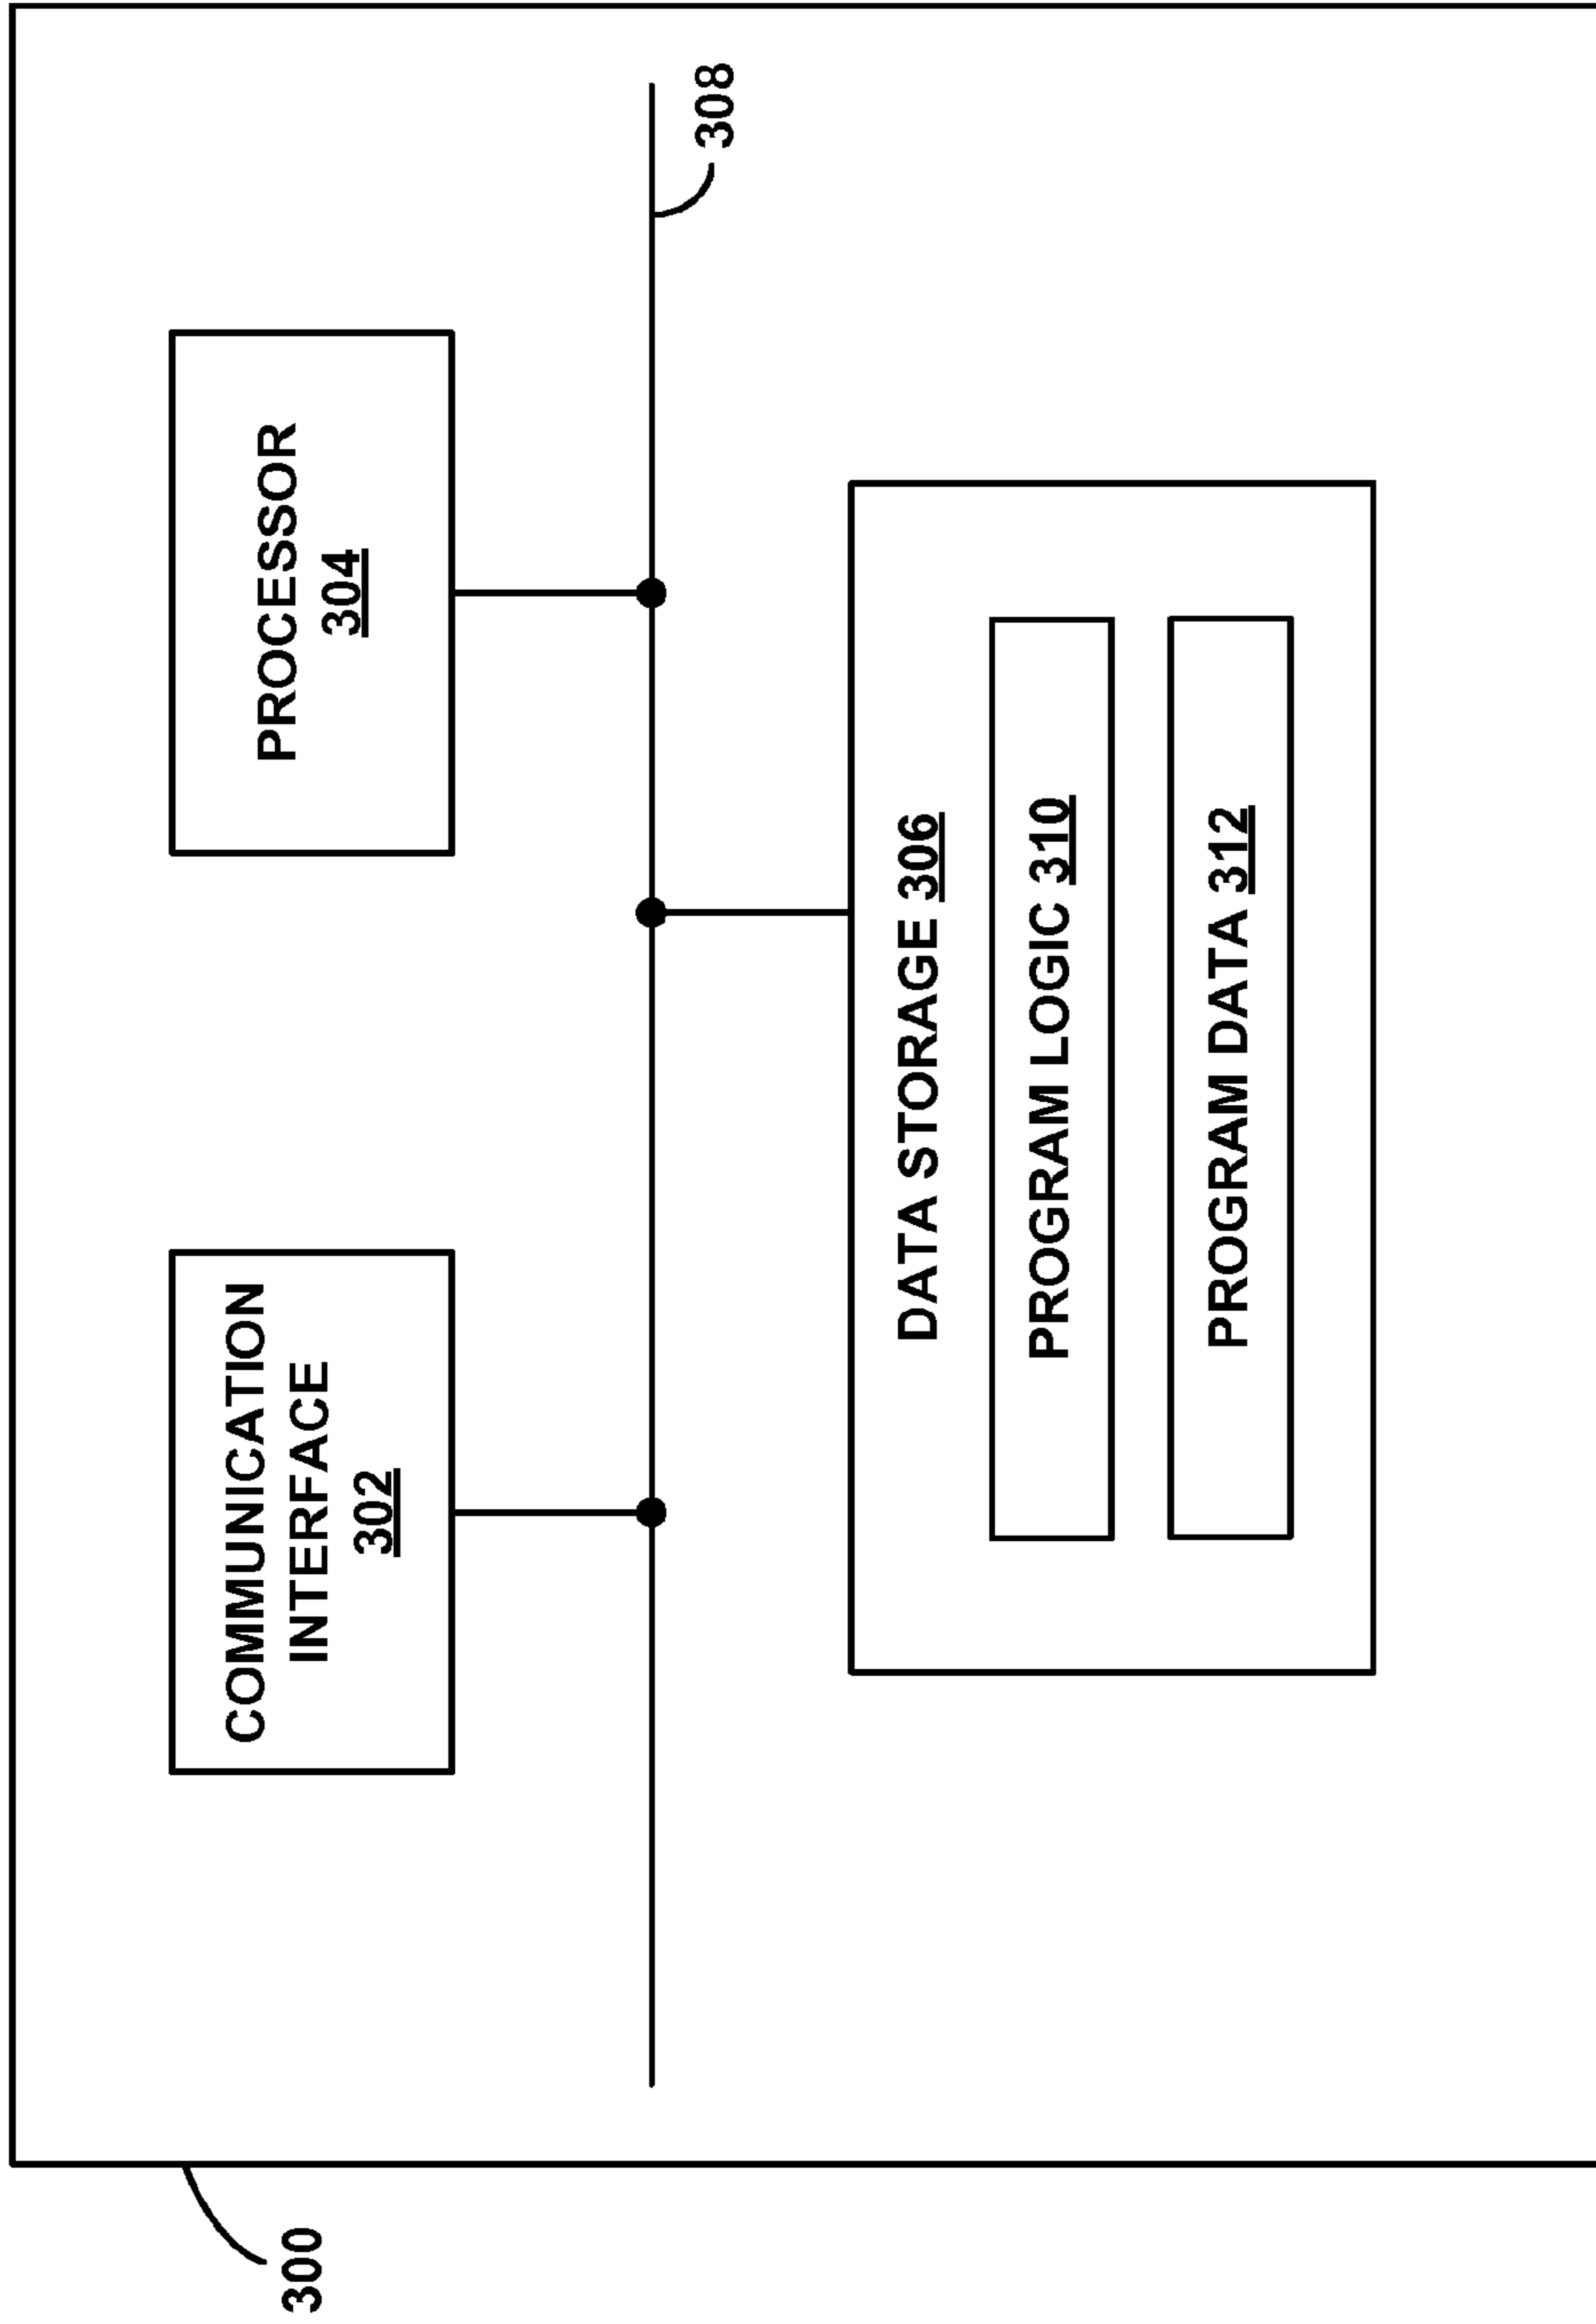 300
COMMUNICATION
INTERFACE
302
PROCESSOR
304
308
DATA STORAGE 306
PROGRAM LOGIC 310
PROGRAM DATA 312